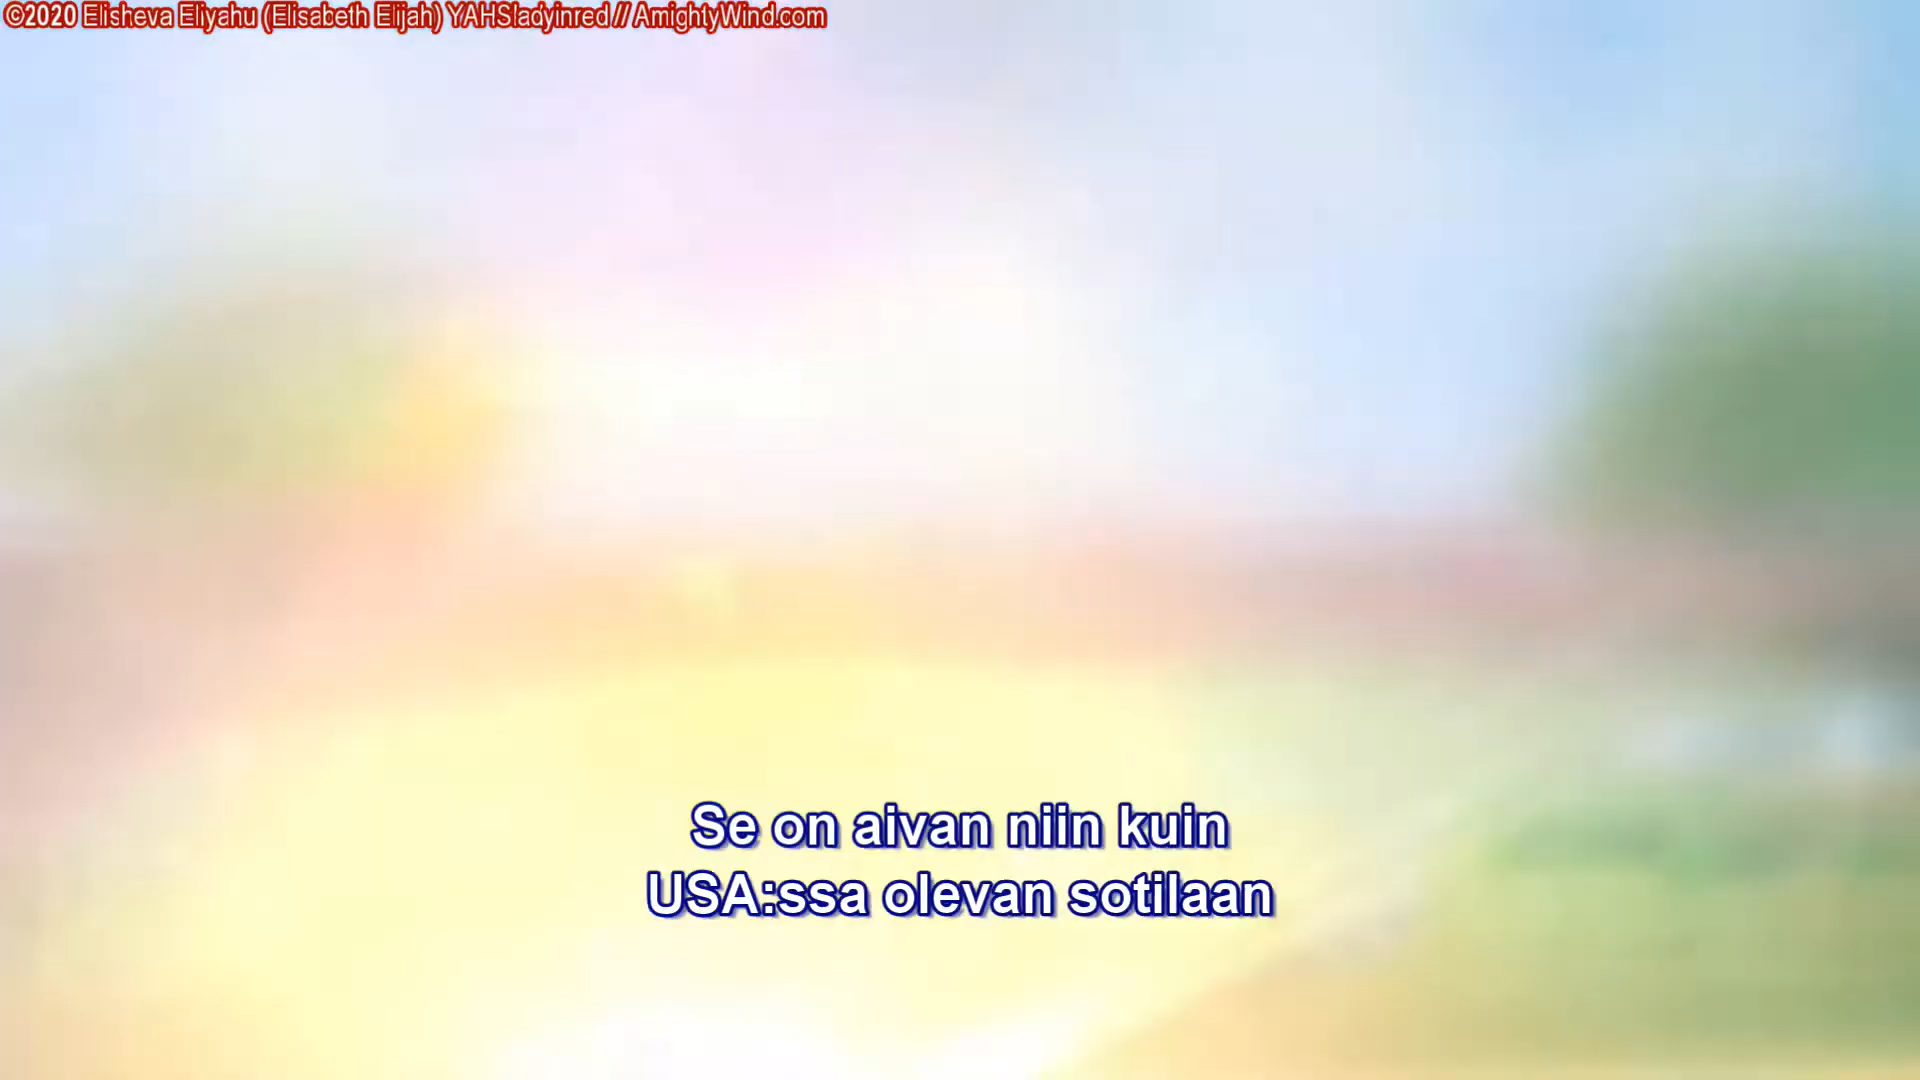 ©2020 Elisheva Eliyahu (Elisabeth Elijah) YAHSladyinred // AmightyWind.com
Se on aivan niin kuin
USA:ssa olevan sotilaan